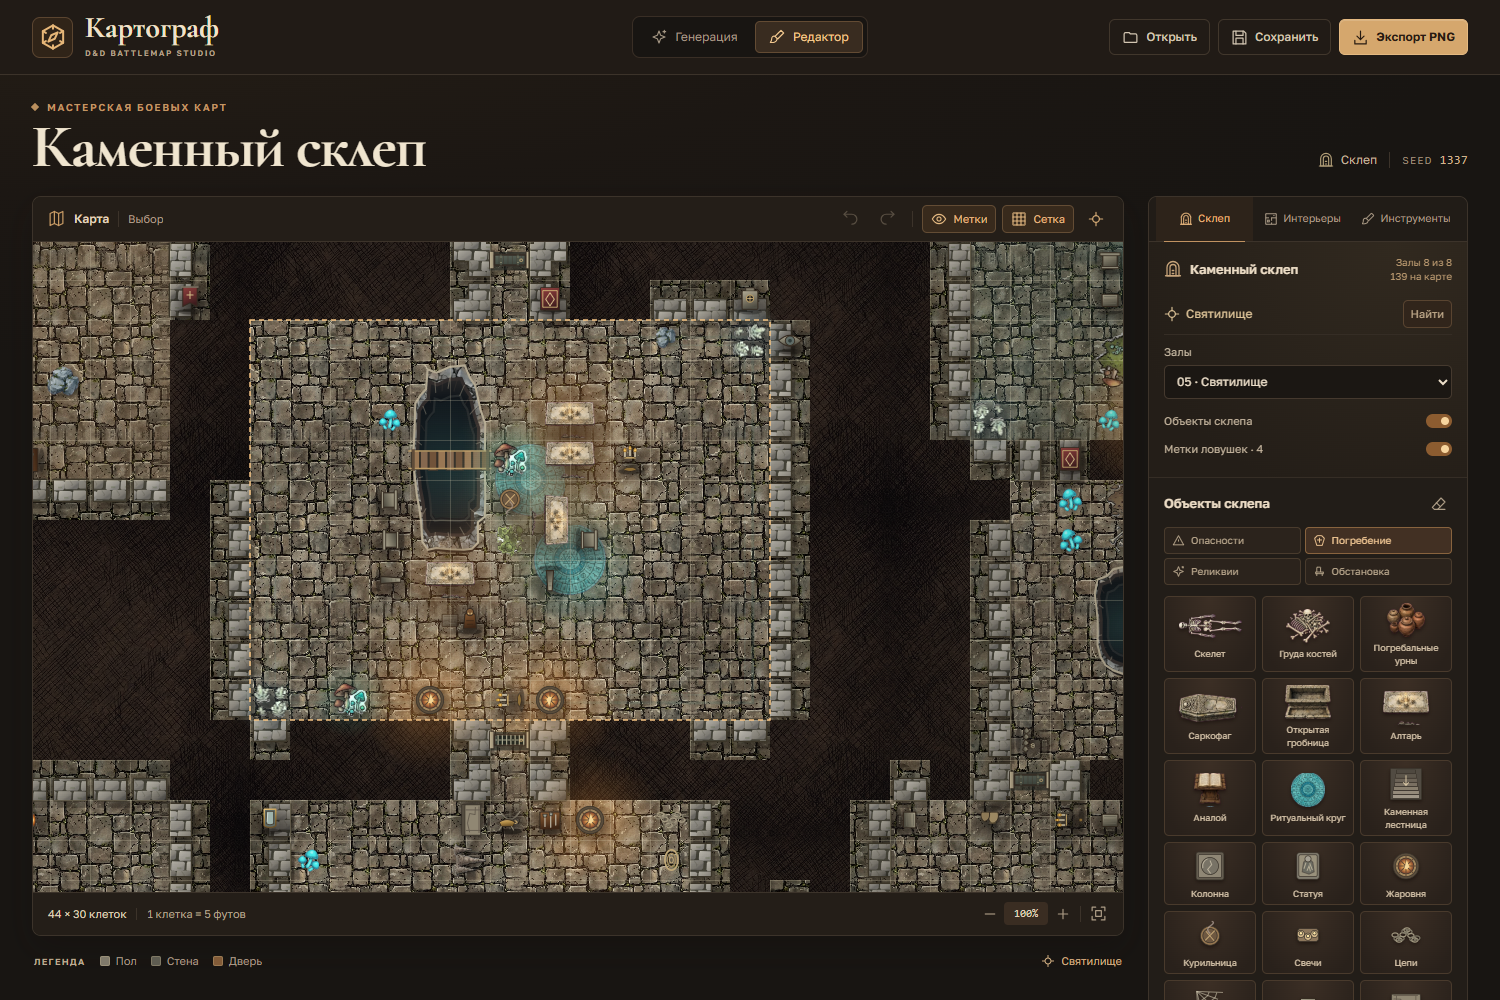 Картограф
D&D BATTLEMAP STUDIO
Генерация
Редактор
Открыть
Сохранить
Экспорт PNG
МАСТЕРСКАЯ БОЕВЫХ КАРТ
Каменный склеп
Склеп
SEED 1337
Карта
Выбор
Метки
Сетка
Склеп
Интерьеры
Инструменты
Каменный склеп
Залы 8 из 8
139 на карте
Святилище
Найти
Залы
05 · Святилище
Объекты склепа
Метки ловушек · 4
Объекты склепа
Опасности
Погребение
Реликвии
Обстановка
Скелет
Груда костей
Погребальные
урны
Саркофаг
Открытая
гробница
Алтарь
Аналой
Ритуальный круг
Каменная
лестница
Колонна
Статуя
Жаровня
Курильница
Свечи
Цепи
44 × 30 клеток
1 клетка = 5 футов
100%
ЛЕГЕНДА
Пол
Стена
Дверь
Святилище